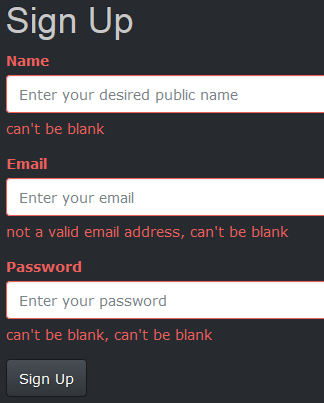 Sign Up
Name
Enter your desired public name
can't be blank
Email
Enter your email
not a valid email address, can't be blank
Password
Enter your password
can't be blank, can't be blank
Sign Up